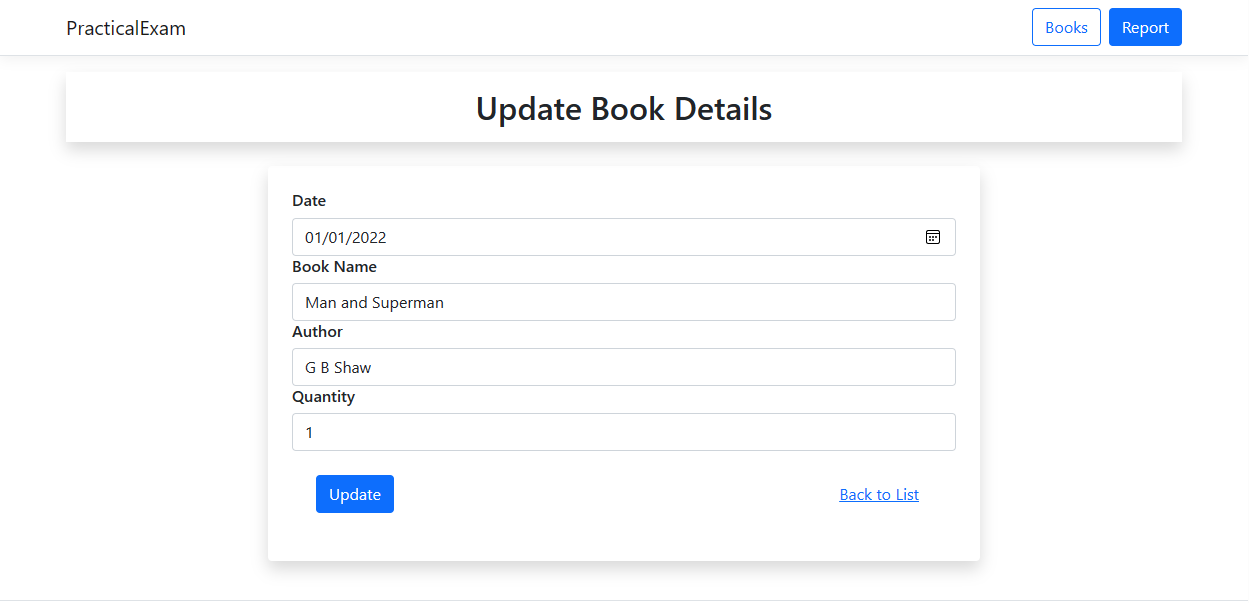 PracticalExam
Books
Report
Update Book Details
Date
01/01/2022
Book Name
Man and Superman
Author
G B Shaw
Quantity
1
Update
Back to List